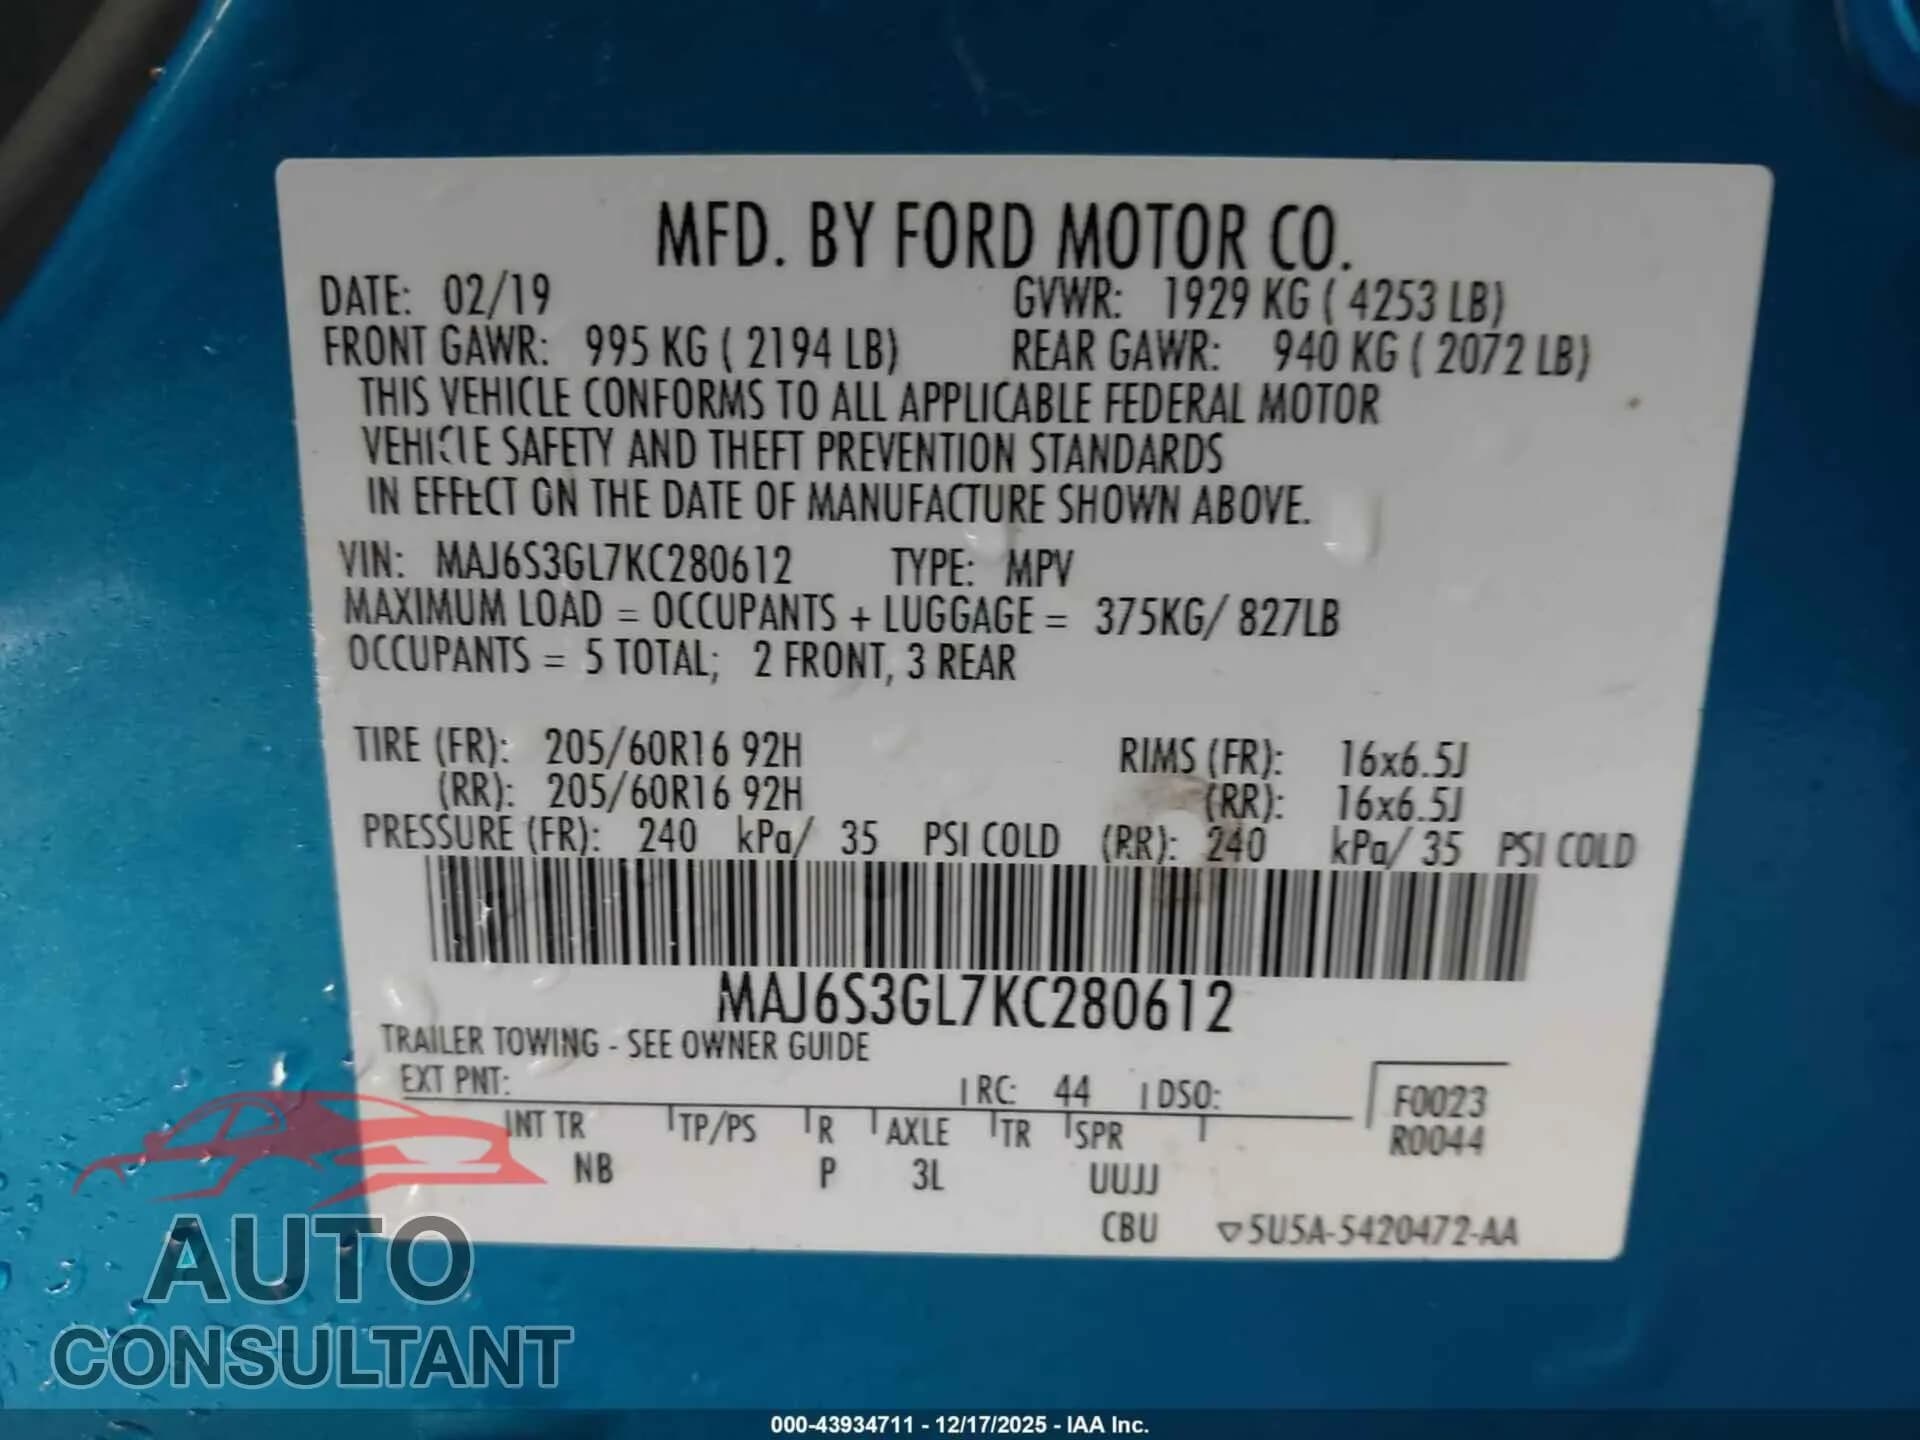 MFD. BY FORD MOTOR CO.
DATE: 02/19 GVWR: 1929 KG ( 4253 LB)
FRONT GAWR: 995 KG ( 2194 LB) REAR GAWR: 940 KG ( 2072 LB)
THIS VEHICLE CONFORMS TO ALL APPLICABLE FEDERAL MOTOR
VEHICLE SAFETY AND THEFT PREVENTION STANDARDS
IN EFFECT ON THE DATE OF MANUFACTURE SHOWN ABOVE.
VIN: MAJ6S3GL7KC280612 TYPE: MPV
MAXIMUM LOAD = OCCUPANTS + LUGGAGE = 375KG/ 827LB
OCCUPANTS = 5 TOTAL; 2 FRONT, 3 REAR
TIRE (FR): 205/60R16 92H RIMS (FR): 16x6.5J
(RR): 205/60R16 92H (RR): 16x6.5J
PRESSURE (FR): 240 kPa/ 35 PSI COLD (RR): 240 kPa/ 35 PSI COLD
MAJ6S3GL7KC280612
TRAILER TOWING - SEE OWNER GUIDE
EXT PNT: RC: 44 DSO: F0023
INT TR TP/PS R AXLE TR SPR R0044
NB P 3L UUJJ
CBU ▽5U5A-5420472-AA
AUTO
CONSULTANT
000-43934711 - 12/17/2025 - IAA Inc.